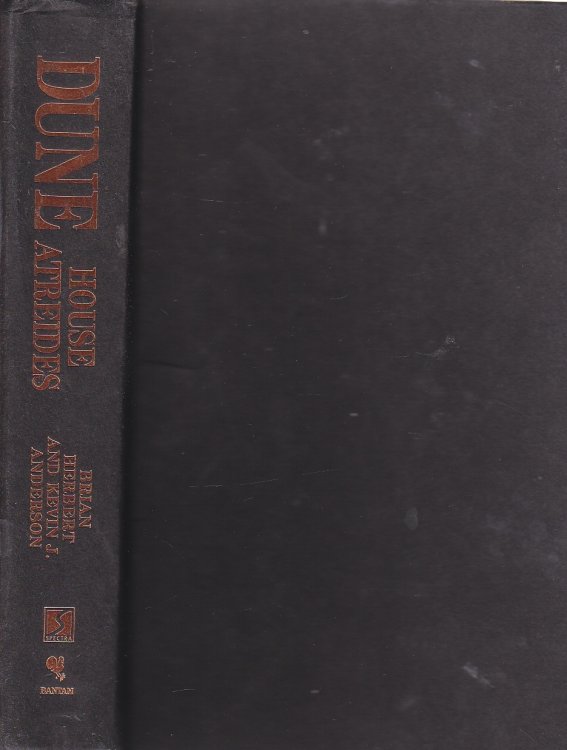 DUNE
HOUSE
ATREIDES
BRIAN
HERBERT
AND KEVIN J.
ANDERSON
SPECTRA
BANTAM